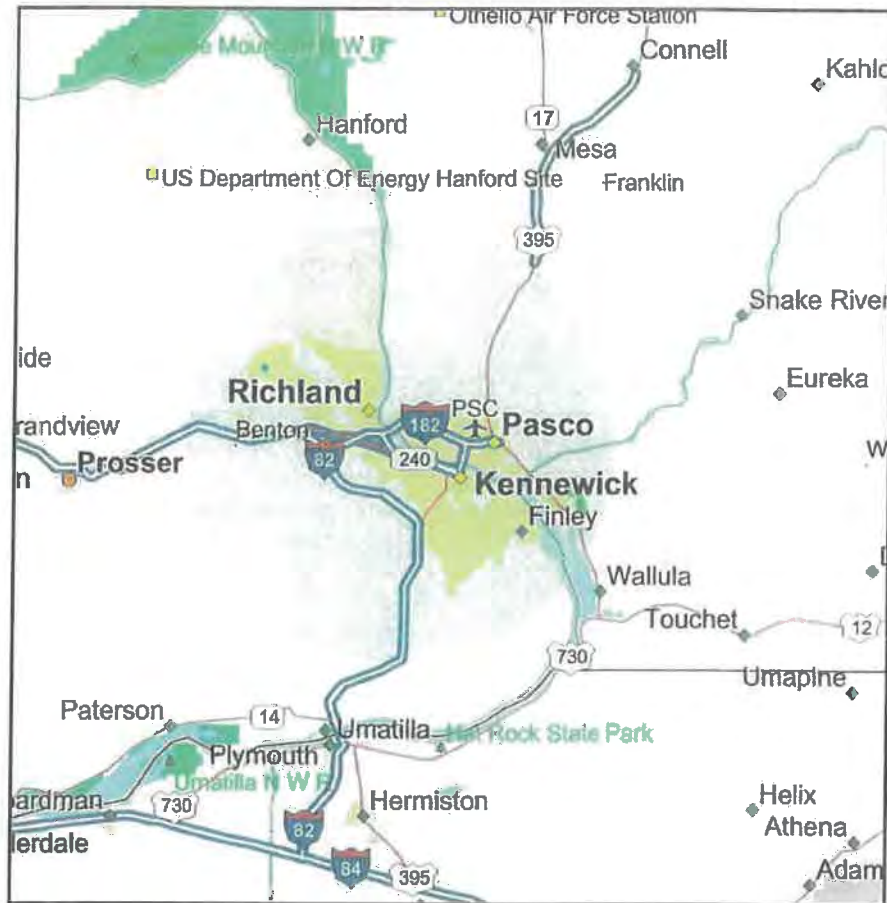 Othello Air Force Station
Mountain N W R
Connell
Kahlo
17
Hanford
Mesa
US Department Of Energy Hanford Site
Franklin
395
Snake River
ide
Richland
Eureka
randview
Benton
182
PSC
Pasco
82
240
Prosser
Kennewick
W
n
Finley
Wallula
D
Touchet
12
730
Umapine
Paterson
14
Umatilla
Hat Rock State Park
Plymouth
Umatilla N W R
oardman
730
Hermiston
Helix
82
Athena
lerdale
84
395
Adam